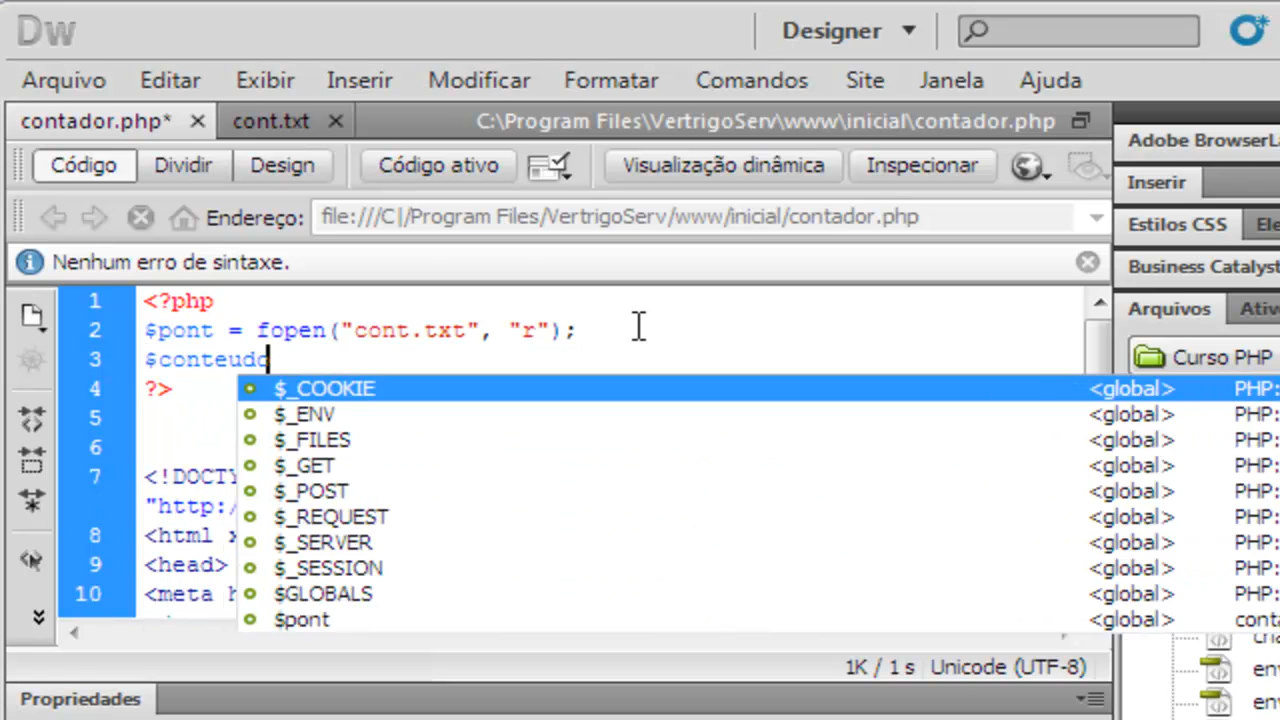 Dw
Designer
Arquivo Editar Exibir Inserir Modificar Formatar Comandos Site Janela Ajuda
contador.php* cont.txt C:\Program Files\VertrigoServ\www\inicial\contador.php
Código Dividir Design Código ativo Visualização dinâmica Inspecionar
Endereço: file:///C|/Program Files/VertrigoServ/www/inicial/contador.php
Nenhum erro de sintaxe.
1 <?php
2 $pont = fopen("cont.txt", "r");
3 $conteudo
4 ?>
5
6
7 <!DOCTY
"http:/
8 <html x
9 <head>
10 <meta h
$_COOKIE <global> PHP:
$_ENV <global> PHP:
$_FILES <global> PHP:
$_GET <global> PHP:
$_POST <global> PHP:
$_REQUEST <global> PHP:
$_SERVER <global> PHP:
$_SESSION <global> PHP:
$GLOBALS <global> PHP:
$pont <global> conta
1K / 1 s Unicode (UTF-8)
Propriedades
Adobe BrowserLa
Inserir
Estilos CSS Ele
Business Catalyst
Arquivos Ativ
Curso PHP
env
env